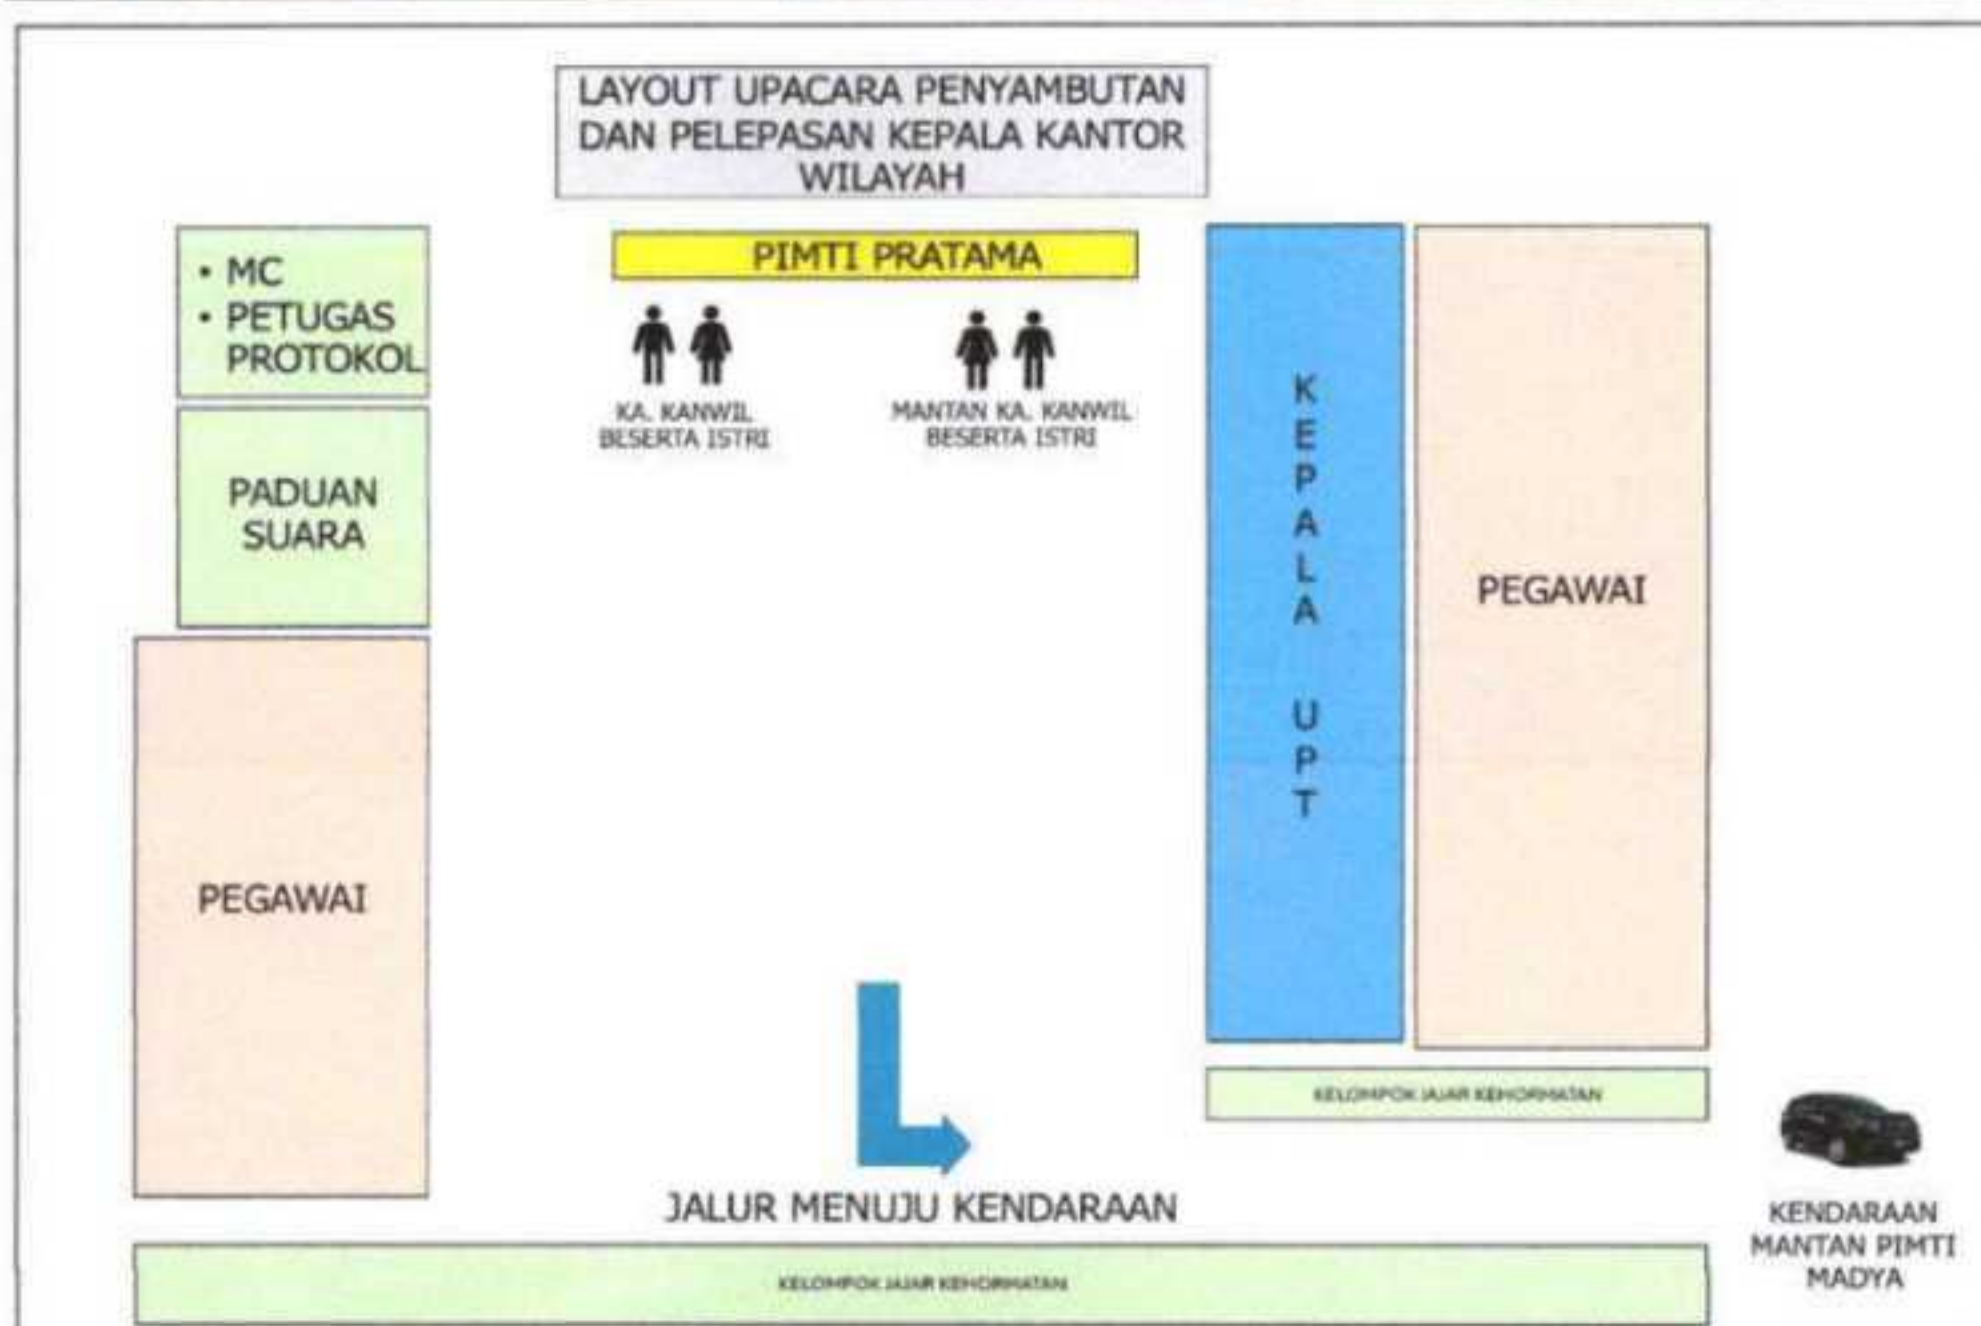 LAYOUT UPACARA PENYAMBUTAN
DAN PELEPASAN KEPALA KANTOR
WILAYAH
• MC
• PETUGAS
PROTOKOL
PIMTI PRATAMA
KA. KANWIL
BESERTA ISTRI
MANTAN KA. KANWIL
BESERTA ISTRI
PADUAN
SUARA
KEPALA UPT
PEGAWAI
PEGAWAI
KELOMPOK JAJAR KEHORMATAN
JALUR MENUJU KENDARAAN
KENDARAAN
MANTAN PIMTI
MADYA
KELOMPOK JAJAR KEHORMATAN